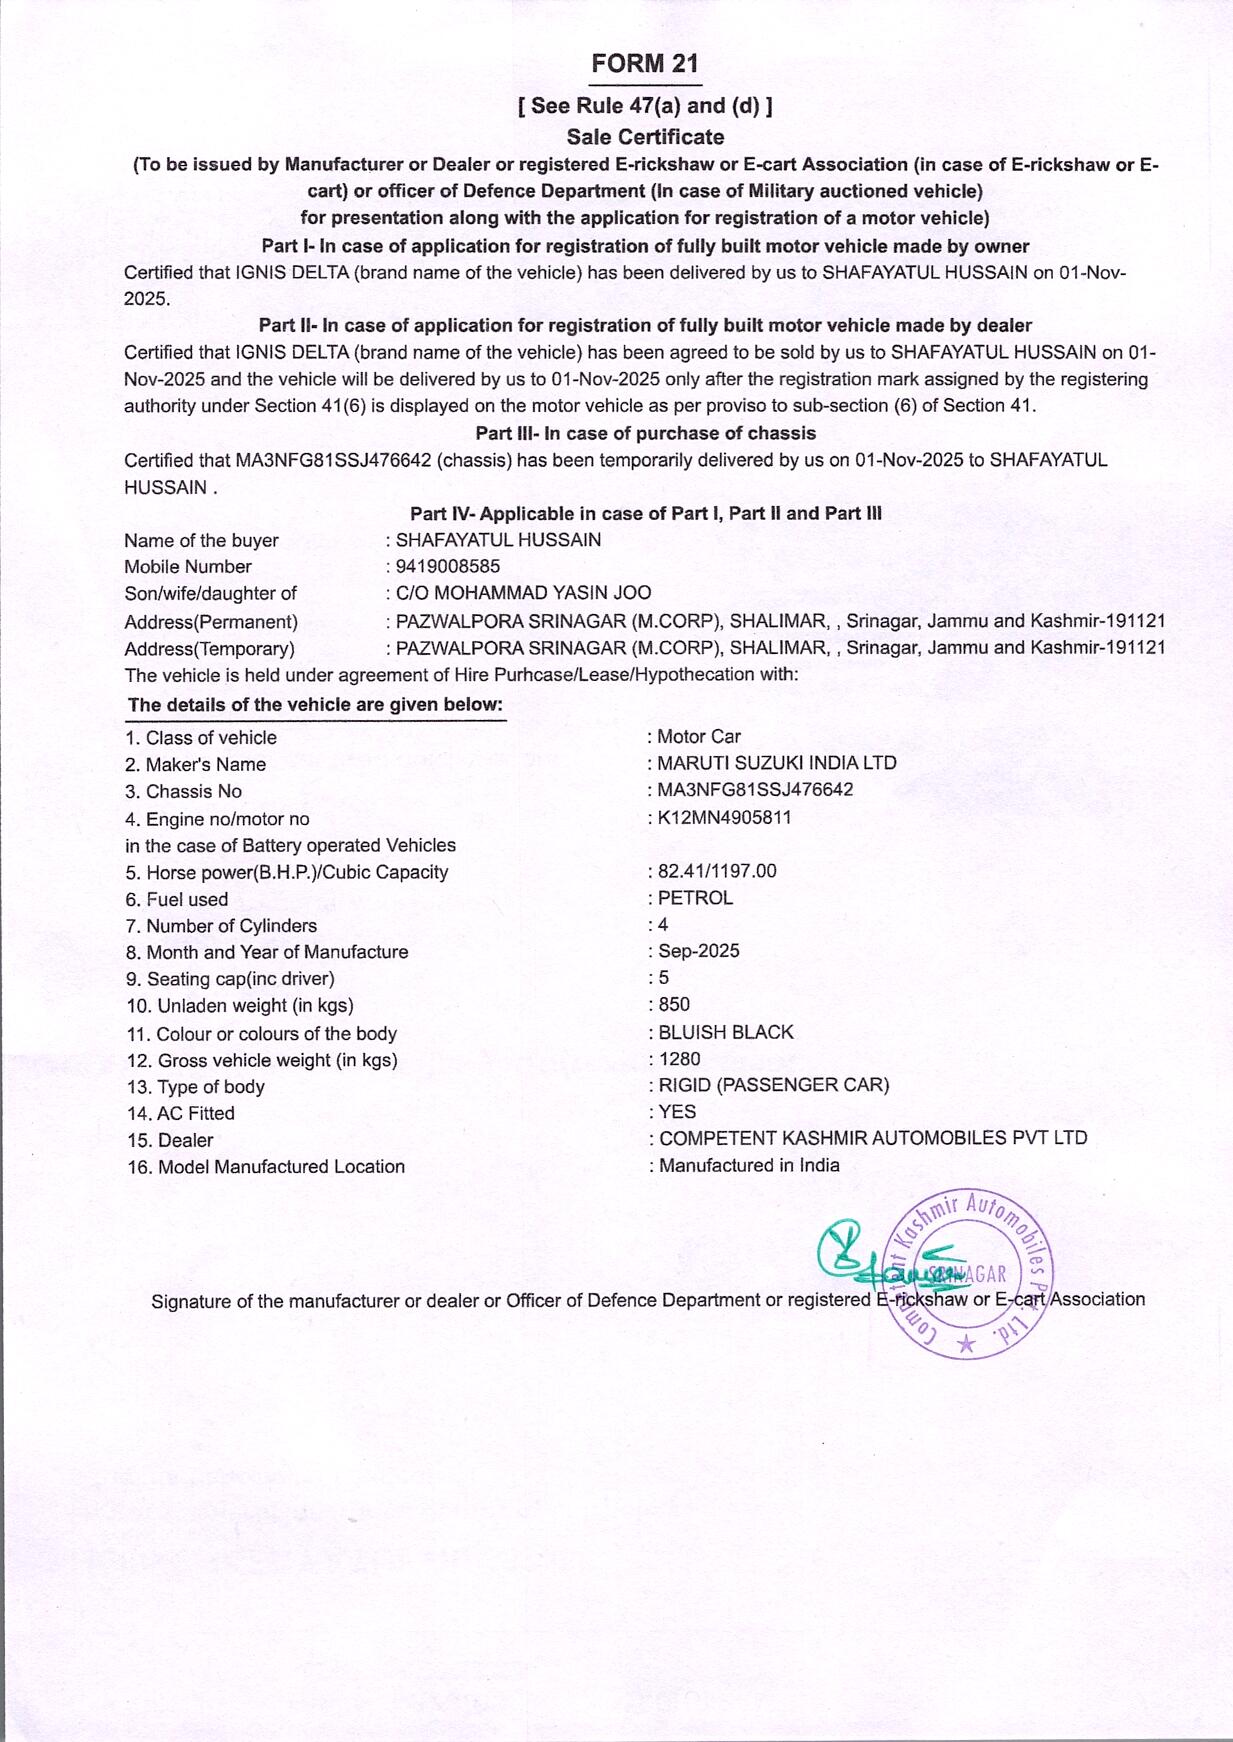 FORM 21
[ See Rule 47(a) and (d) ]
Sale Certificate
(To be issued by Manufacturer or Dealer or registered E-rickshaw or E-cart Association (in case of E-rickshaw or E-
cart) or officer of Defence Department (In case of Military auctioned vehicle)
for presentation along with the application for registration of a motor vehicle)
Part I- In case of application for registration of fully built motor vehicle made by owner
Certified that IGNIS DELTA (brand name of the vehicle) has been delivered by us to SHAFAYATUL HUSSAIN on 01-Nov-
2025.
Part II- In case of application for registration of fully built motor vehicle made by dealer
Certified that IGNIS DELTA (brand name of the vehicle) has been agreed to be sold by us to SHAFAYATUL HUSSAIN on 01-
Nov-2025 and the vehicle will be delivered by us to 01-Nov-2025 only after the registration mark assigned by the registering
authority under Section 41(6) is displayed on the motor vehicle as per proviso to sub-section (6) of Section 41.
Part III- In case of purchase of chassis
Certified that MA3NFG81SSJ476642 (chassis) has been temporarily delivered by us on 01-Nov-2025 to SHAFAYATUL
HUSSAIN .
Part IV- Applicable in case of Part I, Part II and Part III
Name of the buyer : SHAFAYATUL HUSSAIN
Mobile Number : 9419008585
Son/wife/daughter of : C/O MOHAMMAD YASIN JOO
Address(Permanent) : PAZWALPORA SRINAGAR (M.CORP), SHALIMAR, , Srinagar, Jammu and Kashmir-191121
Address(Temporary) : PAZWALPORA SRINAGAR (M.CORP), SHALIMAR, , Srinagar, Jammu and Kashmir-191121
The vehicle is held under agreement of Hire Purhcase/Lease/Hypothecation with:
The details of the vehicle are given below:
1. Class of vehicle : Motor Car
2. Maker's Name : MARUTI SUZUKI INDIA LTD
3. Chassis No : MA3NFG81SSJ476642
4. Engine no/motor no : K12MN4905811
in the case of Battery operated Vehicles
5. Horse power(B.H.P.)/Cubic Capacity : 82.41/1197.00
6. Fuel used : PETROL
7. Number of Cylinders : 4
8. Month and Year of Manufacture : Sep-2025
9. Seating cap(inc driver) : 5
10. Unladen weight (in kgs) : 850
11. Colour or colours of the body : BLUISH BLACK
12. Gross vehicle weight (in kgs) : 1280
13. Type of body : RIGID (PASSENGER CAR)
14. AC Fitted : YES
15. Dealer : COMPETENT KASHMIR AUTOMOBILES PVT LTD
16. Model Manufactured Location : Manufactured in India
Competent Kashmir Automobiles Pvt. Ltd.
SRINAGAR
Signature of the manufacturer or dealer or Officer of Defence Department or registered E-rickshaw or E-cart Association